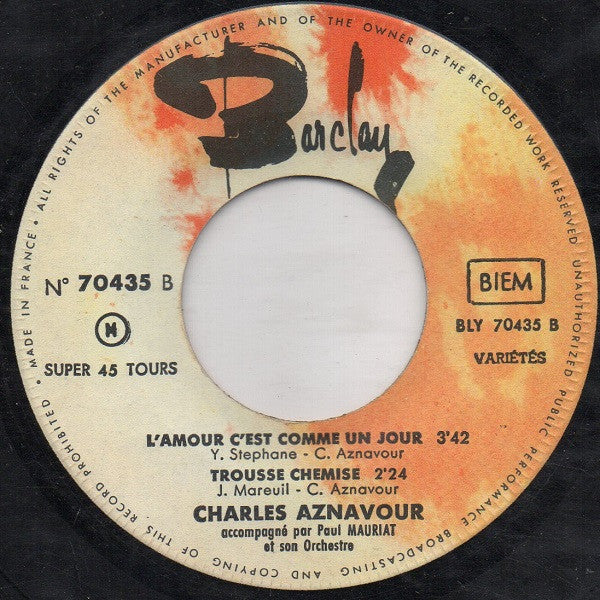 MADE IN FRANCE • ALL RIGHTS OF THE MANUFACTURER AND OF THE OWNER OF THE RECORDED WORK RESERVED UNAUTHORIZED PUBLIC PERFORMANCE BROADCASTING AND COPYING OF THIS RECORD PROHIBITED •
Barclay
N° 70435 B
BIEM
BLY 70435 B
N
SUPER 45 TOURS
VARIÉTÉS
L'AMOUR C'EST COMME UN JOUR 3'42
Y. Stephane - C. Aznavour
TROUSSE CHEMISE 2'24
J. Mareuil - C. Aznavour
CHARLES AZNAVOUR
accompagné par Paul MAURIAT
et son Orchestre